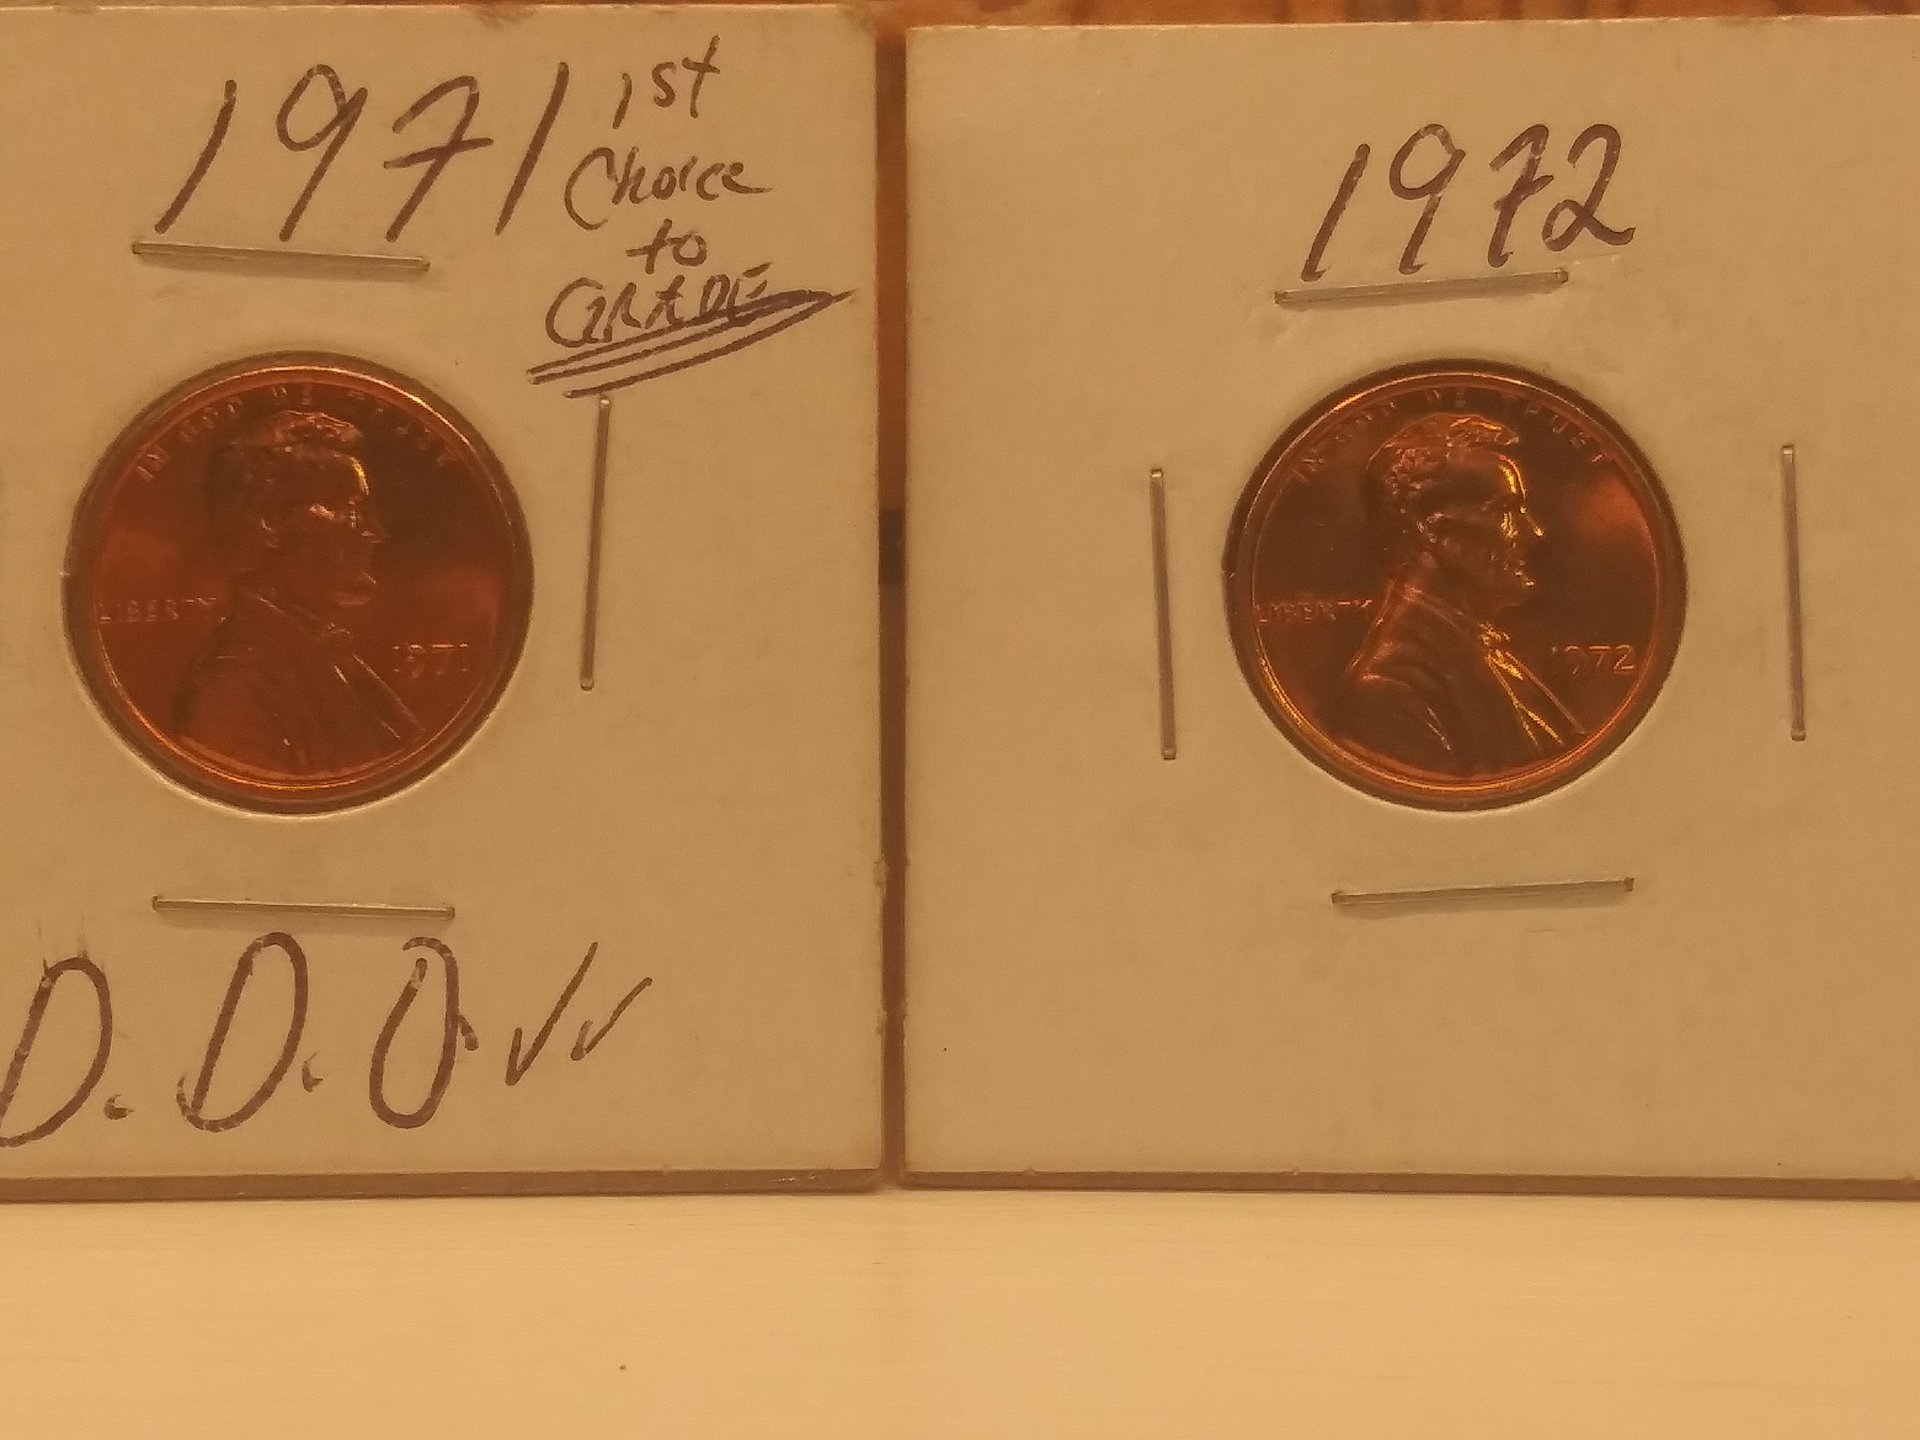 1971
1st
Choice
to
GRADE
IN GOD WE TRUST
LIBERTY
1971
D.D.O.
1972
IN GOD WE TRUST
LIBERTY
1972